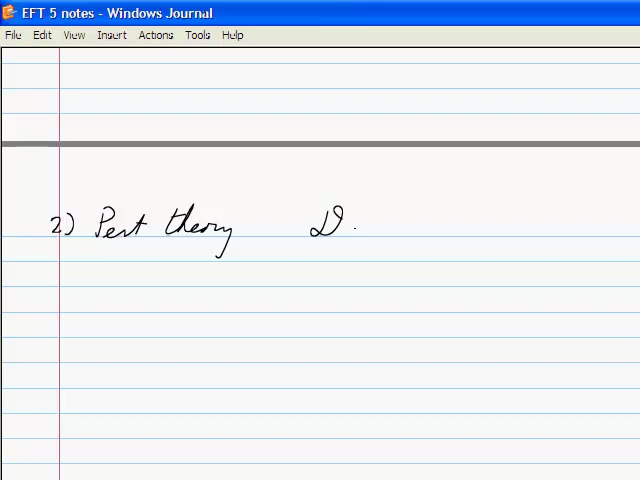 EFT 5 notes - Windows Journal
File Edit View Insert Actions Tools Help
2) Pert theory D